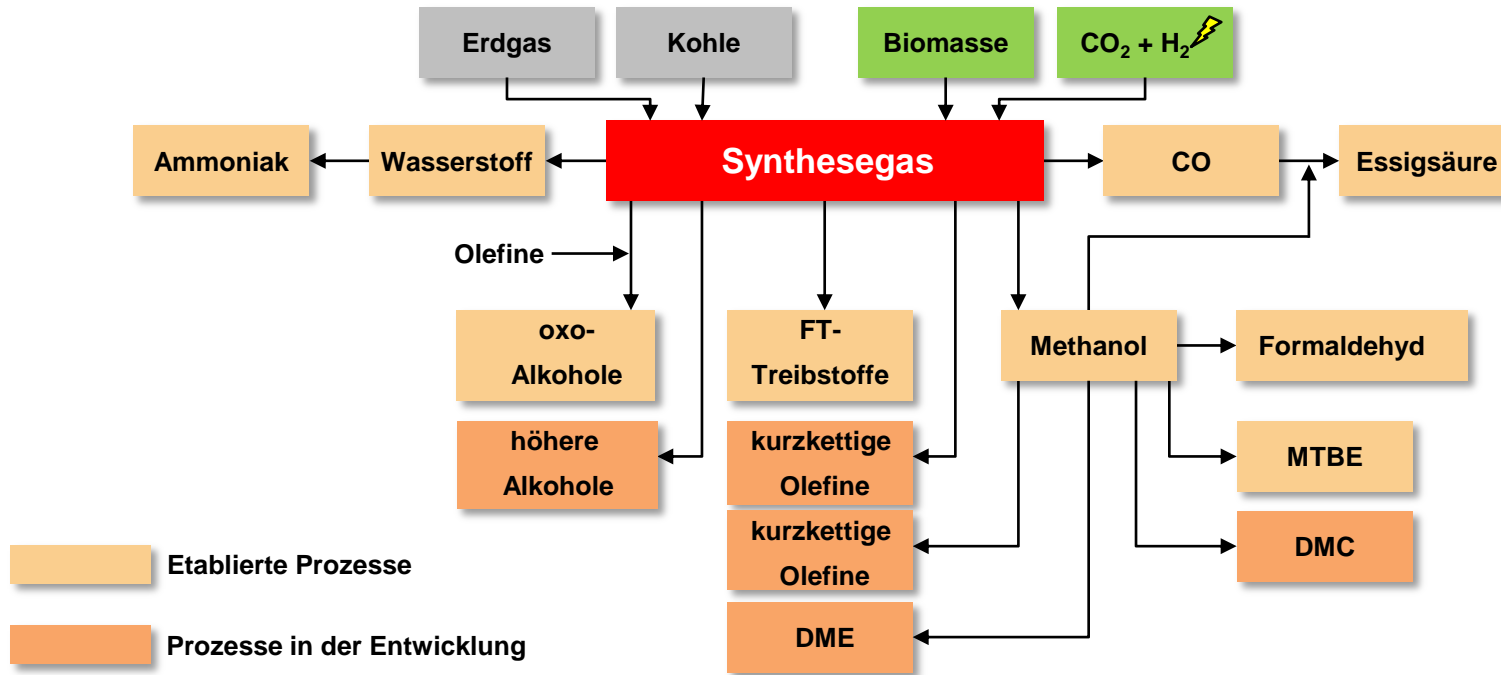 Erdgas
Kohle
Biomasse
CO₂ + H₂
Ammoniak
Wasserstoff
Synthesegas
CO
Essigsäure
Olefine
oxo-
Alkohole
FT-
Treibstoffe
Methanol
Formaldehyd
höhere
Alkohole
kurzkettige
Olefine
MTBE
kurzkettige
Olefine
DMC
Etablierte Prozesse
DME
Prozesse in der Entwicklung